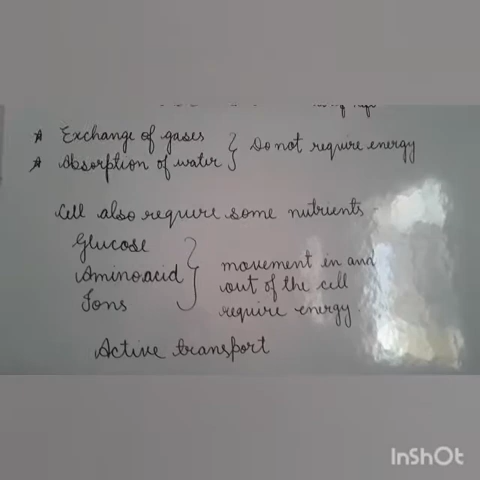 * Exchange of gases } Do not require energy
* Absorption of water
Cell also require some nutrients -
Glucose
Aminoacid } movement in and
Ions out of the cell
require energy.
Active transport
InShOt